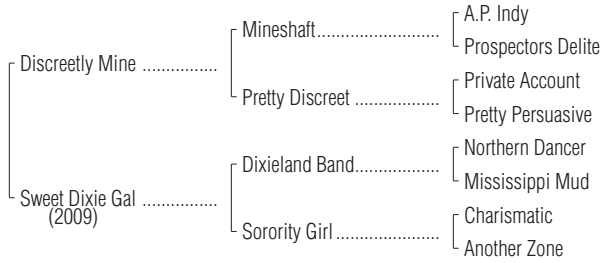 A.P. Indy
Mineshaft..............................
Prospectors Delite
Discreetly Mine ...............
Private Account
Pretty Discreet .....................
Pretty Persuasive
Northern Dancer
Dixieland Band.....................
Mississippi Mud
Sweet Dixie Gal ...............
(2009)
Charismatic
Sorority Girl .........................
Another Zone